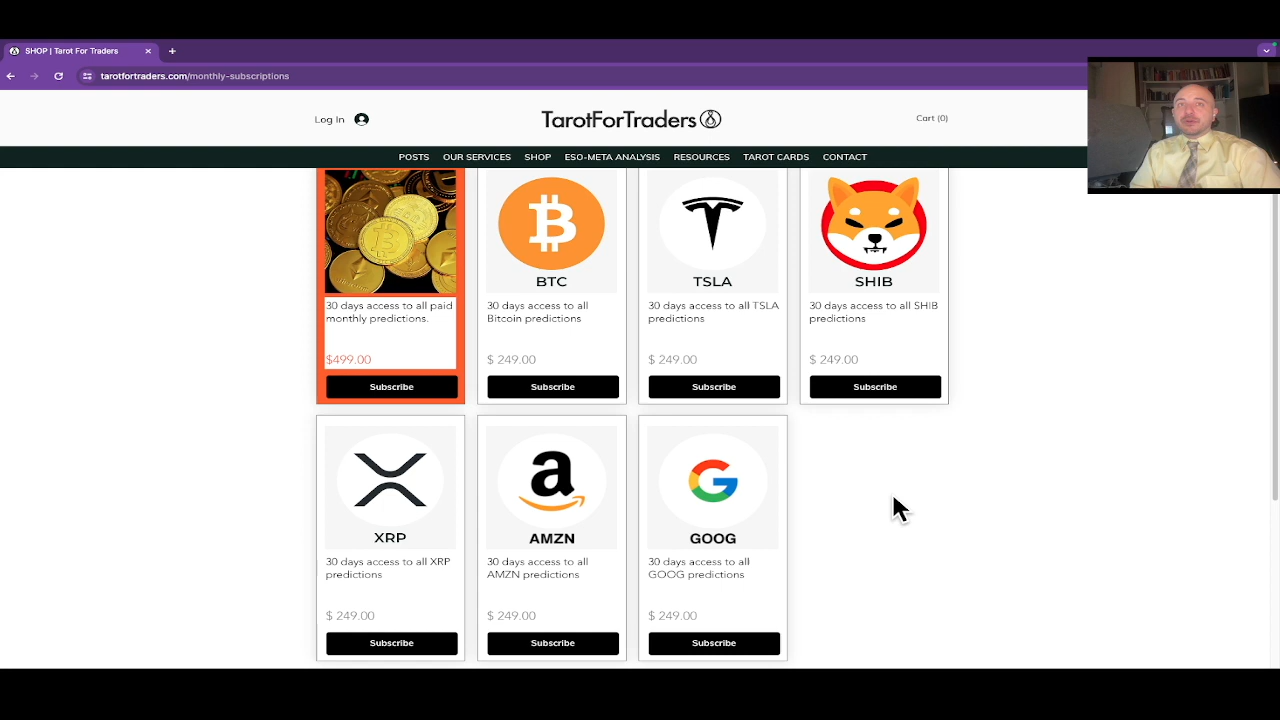 SHOP | Tarot For Traders
tarotfortraders.com/monthly-subscriptions
Log In
TarotForTraders
Cart (0)
POSTS OUR SERVICES SHOP ESO-META ANALYSIS RESOURCES TAROT CARDS CONTACT
30 days access to all paid
monthly predictions.
$499.00
Subscribe
BTC
30 days access to all
Bitcoin predictions
$ 249.00
Subscribe
TSLA
30 days access to all TSLA
predictions
$ 249.00
Subscribe
SHIB
30 days access to all SHIB
predictions
$ 249.00
Subscribe
XRP
30 days access to all XRP
predictions
$ 249.00
Subscribe
a
AMZN
30 days access to all
AMZN predictions
$ 249.00
Subscribe
G
GOOG
30 days access to all
GOOG predictions
$ 249.00
Subscribe